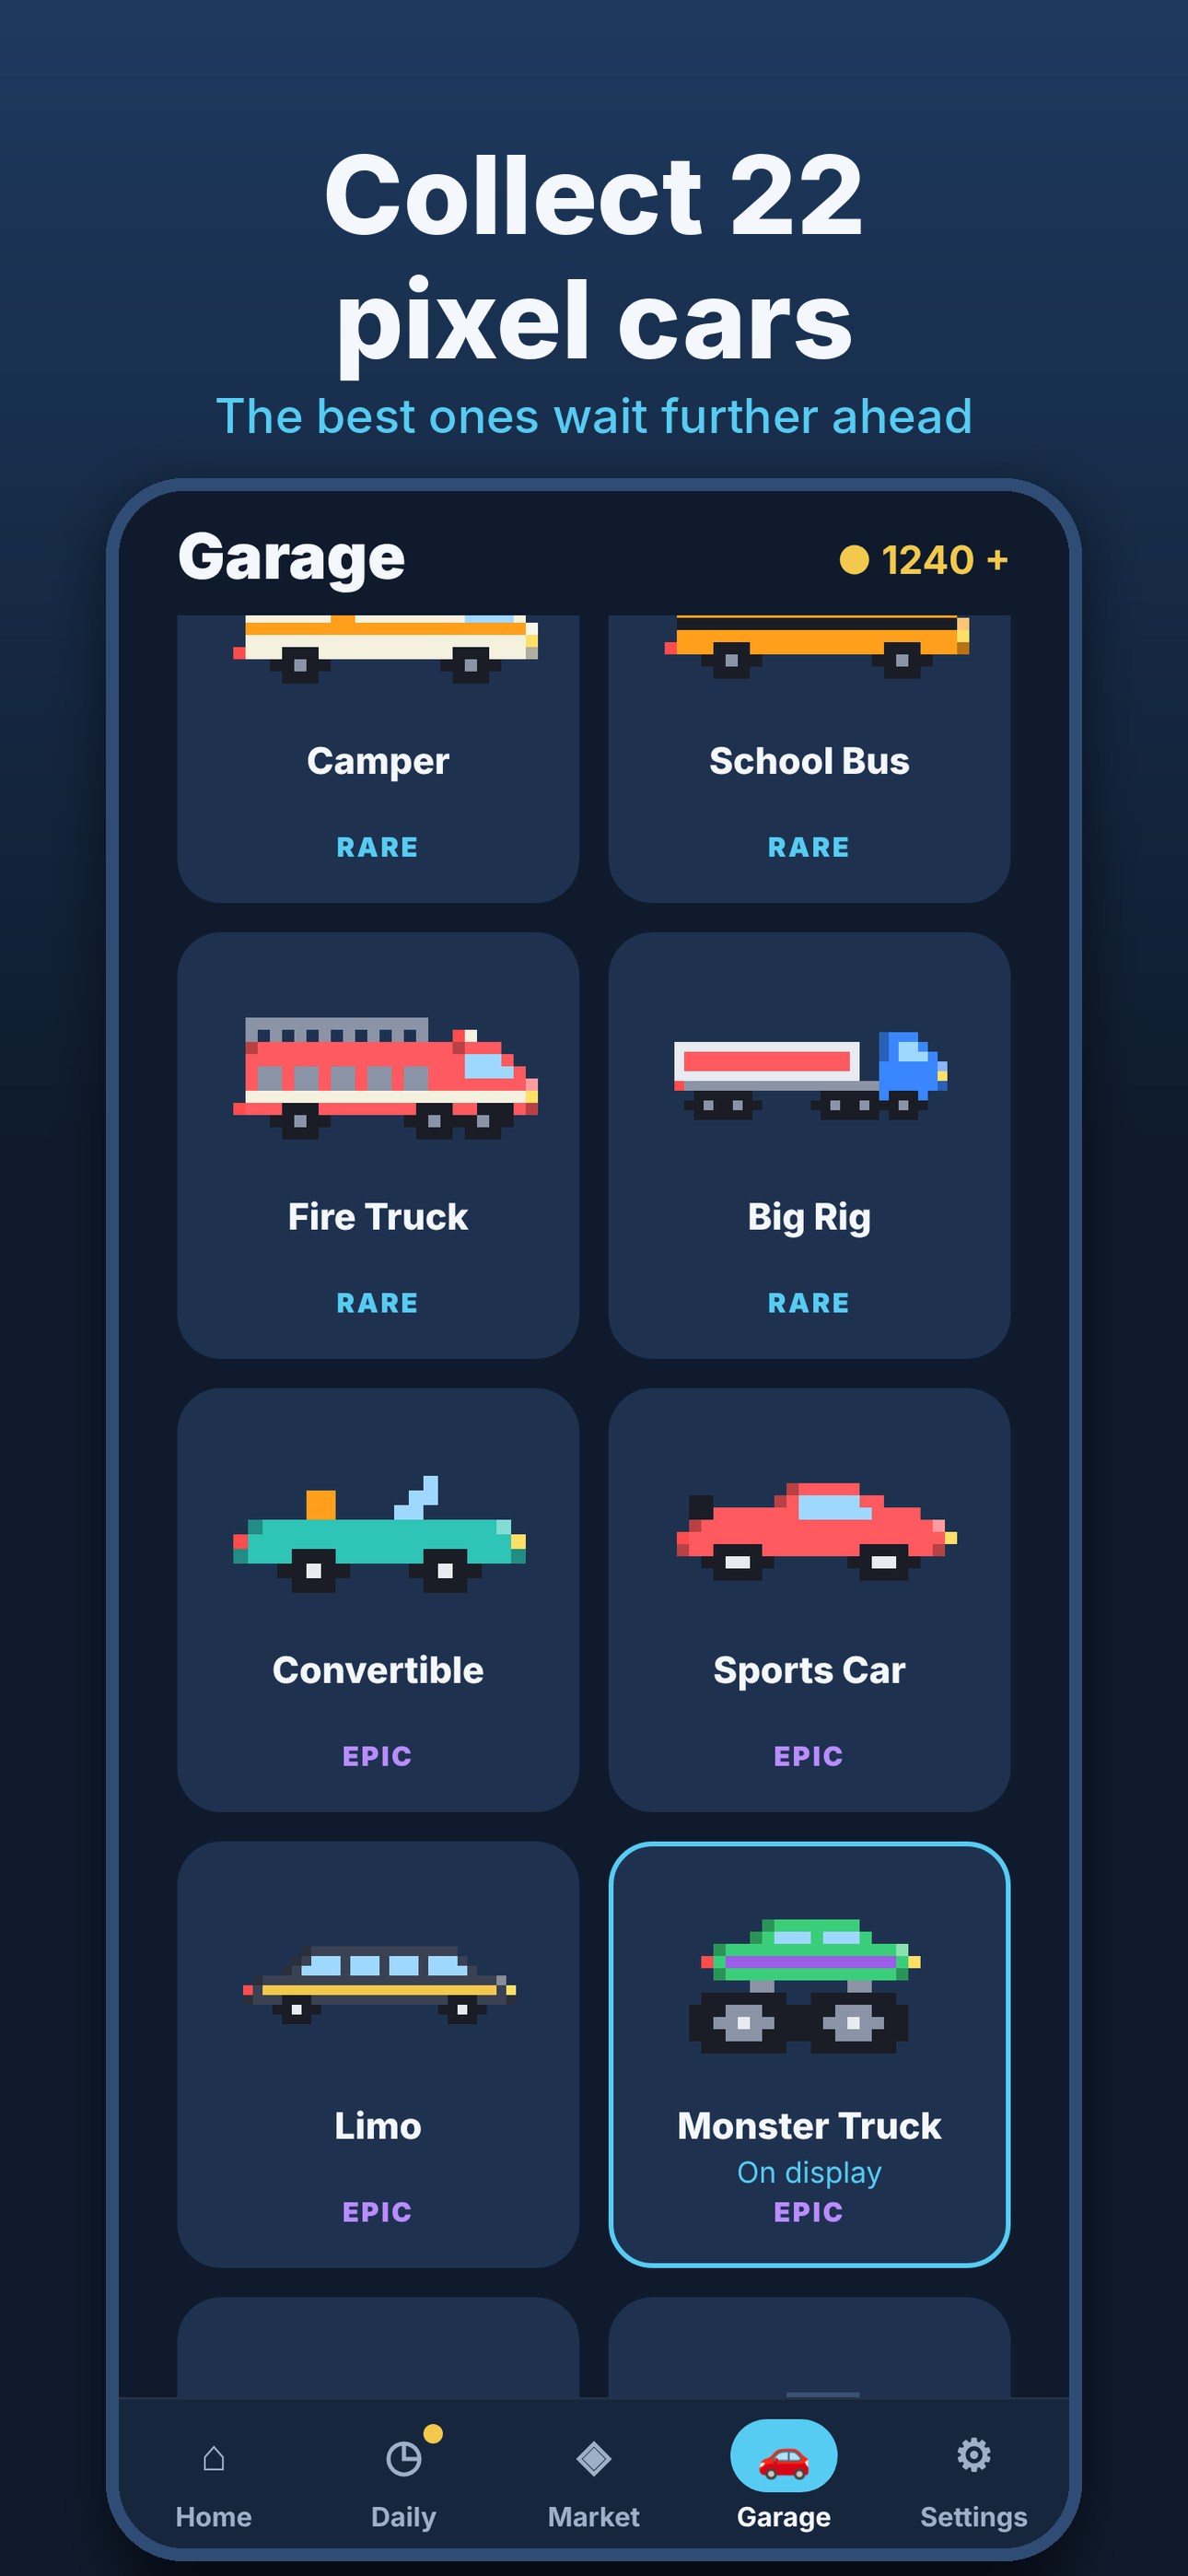 Collect 22
pixel cars
The best ones wait further ahead
Garage
1240 +
Camper
School Bus
RARE
RARE
Fire Truck
Big Rig
RARE
RARE
Convertible
Sports Car
EPIC
EPIC
Limo
Monster Truck
On display
EPIC
EPIC
Home
Daily
Market
Garage
Settings